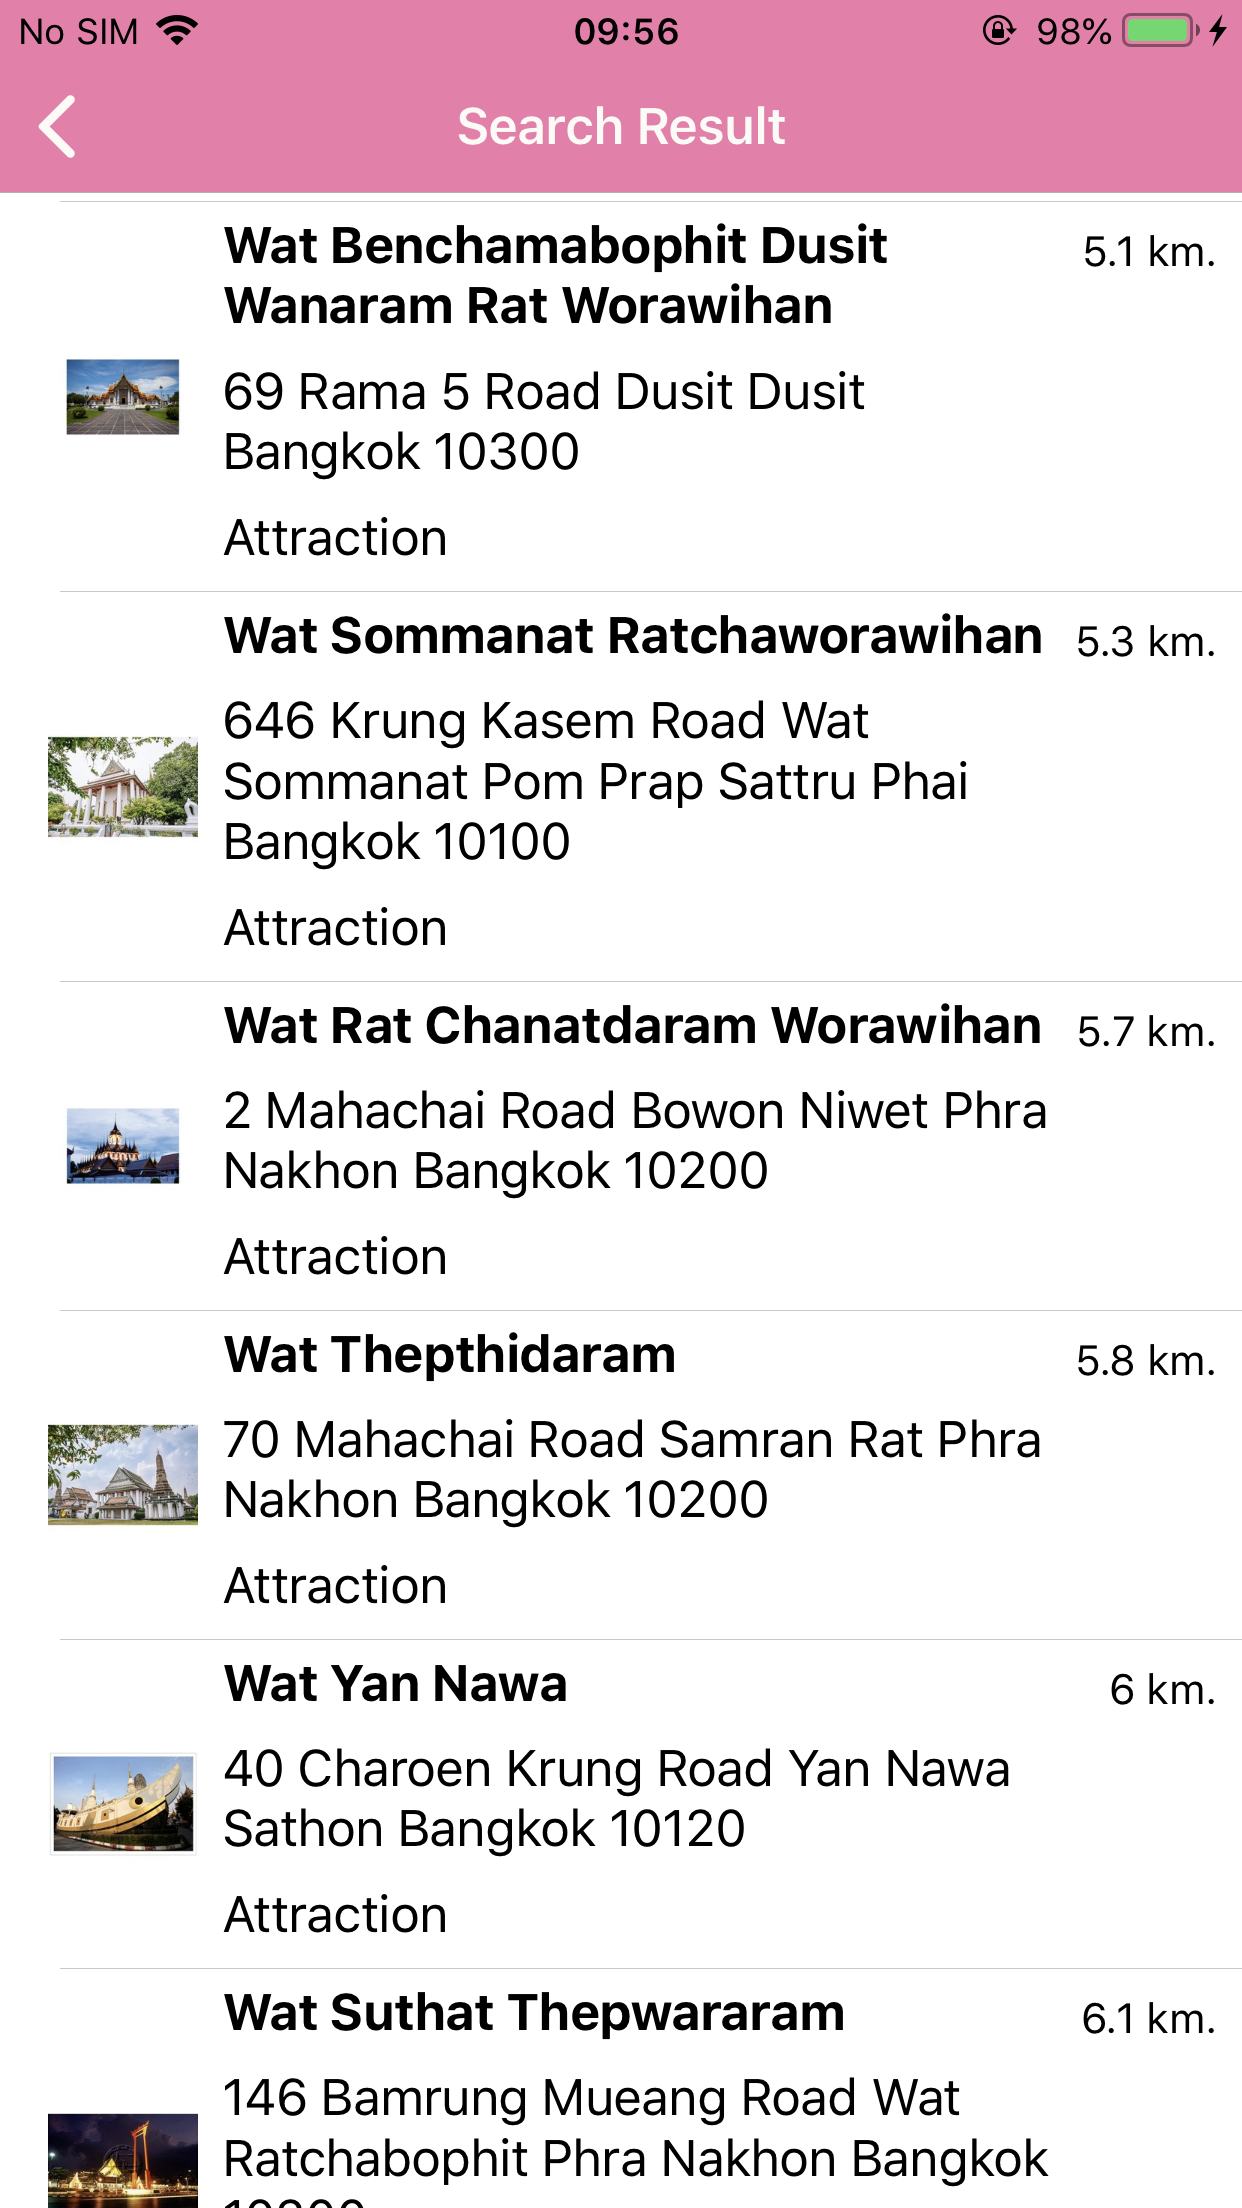 No SIM 09:56 98%
Search Result
Wat Benchamabophit Dusit 5.1 km.
Wanaram Rat Worawihan
69 Rama 5 Road Dusit Dusit
Bangkok 10300
Attraction
Wat Sommanat Ratchaworawihan 5.3 km.
646 Krung Kasem Road Wat
Sommanat Pom Prap Sattru Phai
Bangkok 10100
Attraction
Wat Rat Chanatdaram Worawihan 5.7 km.
2 Mahachai Road Bowon Niwet Phra
Nakhon Bangkok 10200
Attraction
Wat Thepthidaram 5.8 km.
70 Mahachai Road Samran Rat Phra
Nakhon Bangkok 10200
Attraction
Wat Yan Nawa 6 km.
40 Charoen Krung Road Yan Nawa
Sathon Bangkok 10120
Attraction
Wat Suthat Thepwararam 6.1 km.
146 Bamrung Mueang Road Wat
Ratchabophit Phra Nakhon Bangkok